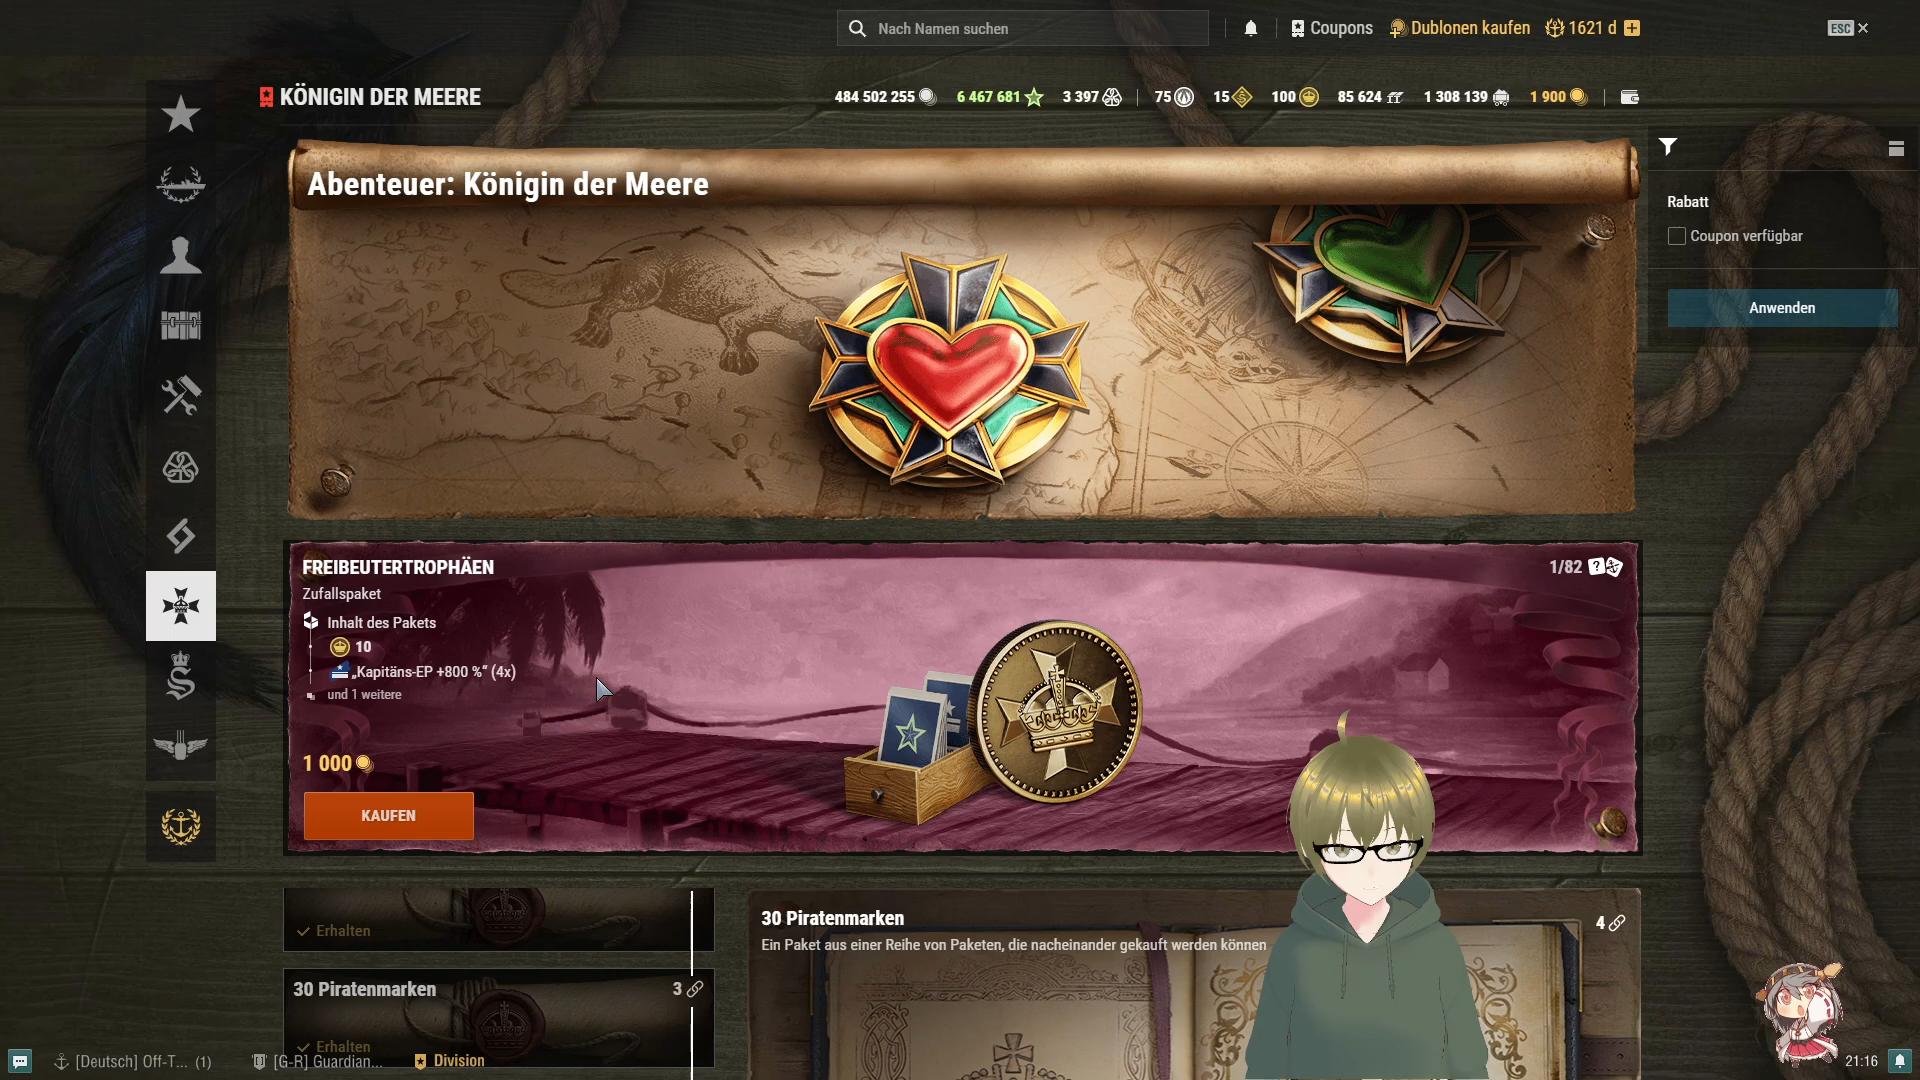 Nach Namen suchen
Coupons
Dublonen kaufen
1621 d
ESC
KÖNIGIN DER MEERE
484 502 255
6 467 681
3 397
75
15
100
85 624
1 308 139
1 900
Abenteuer: Königin der Meere
Rabatt
Coupon verfügbar
Anwenden
FREIBEUTERTROPHÄEN
1/82
Zufallspaket
Inhalt des Pakets
10
„Kapitäns-EP +800 %“ (4x)
und 1 weitere
1 000
KAUFEN
Erhalten
30 Piratenmarken
3
Erhalten
30 Piratenmarken
4
Ein Paket aus einer Reihe von Paketen, die nacheinander gekauft werden können
[Deutsch] Off-T... (1)
[G-R] Guardian...
Division
21:16